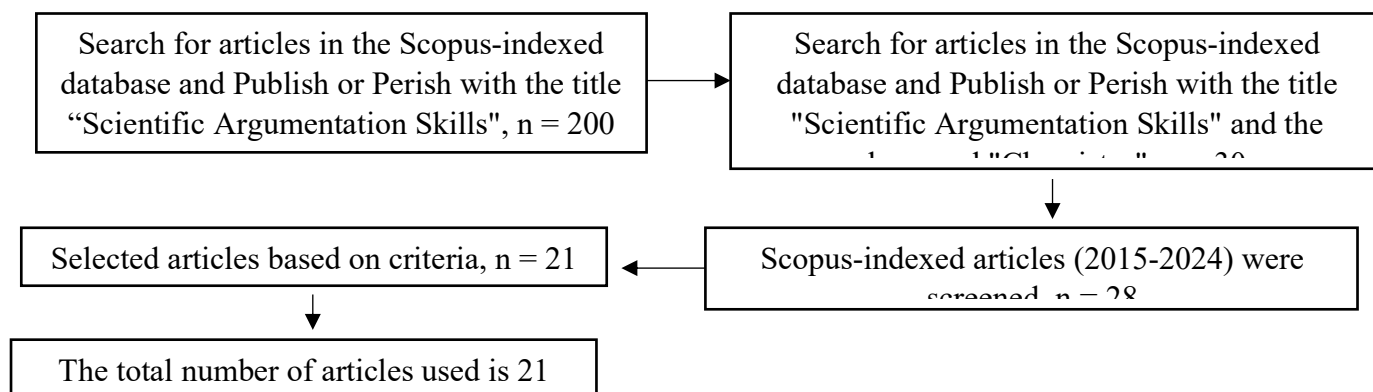 Search for articles in the Scopus-indexed
database and Publish or Perish with the title
“Scientific Argumentation Skills", n = 200
Search for articles in the Scopus-indexed
database and Publish or Perish with the title
"Scientific Argumentation Skills" and the
"Chemistry"
Scopus-indexed articles (2015-2024) were
screened, n = 28
Selected articles based on criteria, n = 21
The total number of articles used is 21